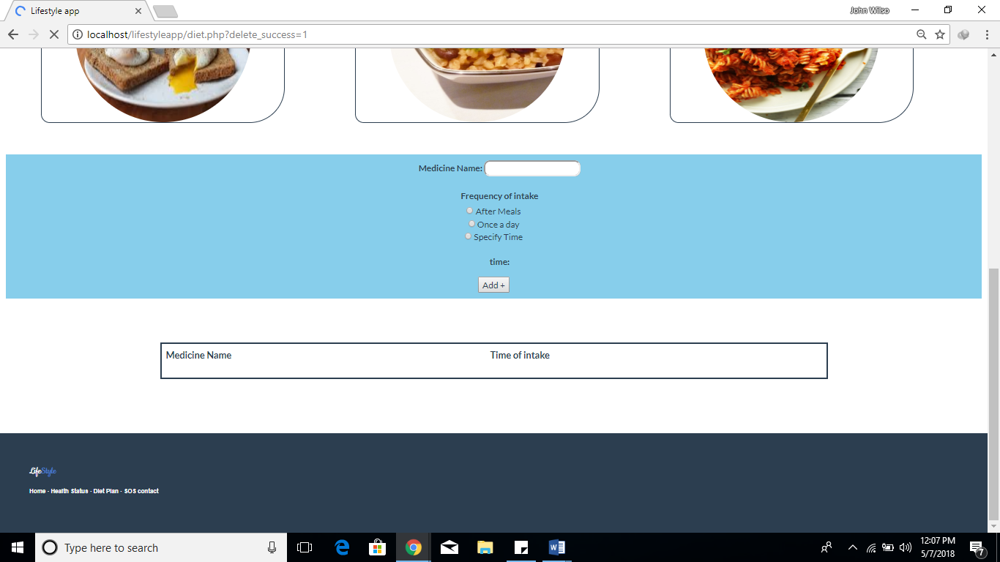 Lifestyle app
John Wilso
localhost/lifestyleapp/diet.php?delete_success=1
Medicine Name:
Frequency of intake
After Meals
Once a day
Specify Time
time:
Add +
Medicine Name Time of intake
LifeStyle
Home - Health Status - Diet Plan - SOS contact
Type here to search
12:07 PM
5/7/2018
7